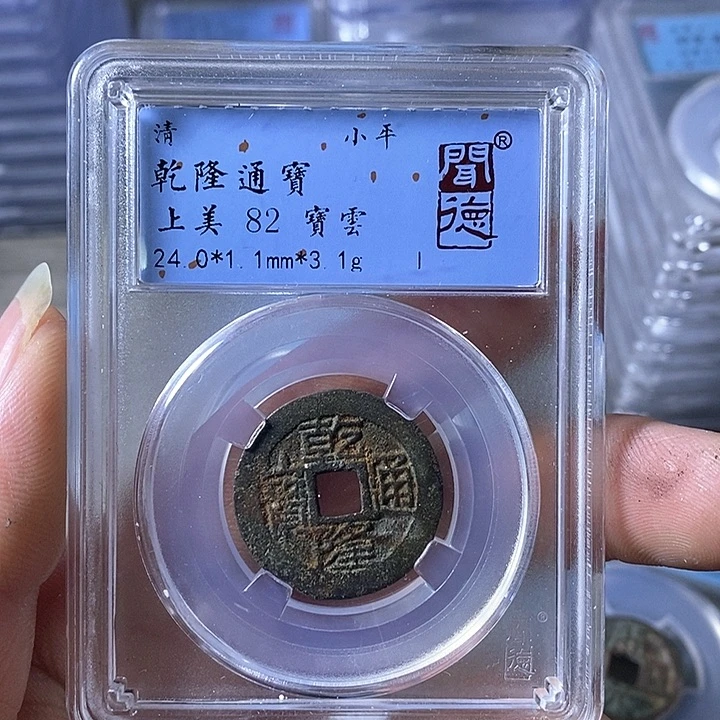 清 小平
乾隆通寶
上美 82 寶雲
24.0*1.1mm*3.1g
聞德
®
乾隆通寶